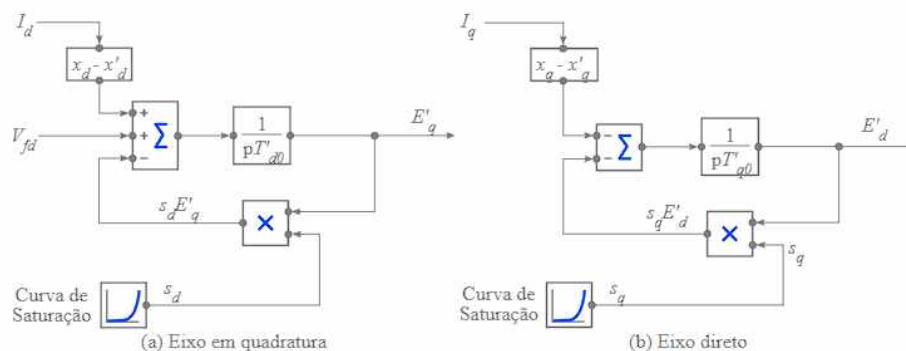 I_d
x_d - x'_d
+
V_fd
+
Σ
−
1
pT'_d0
E'_q
s_d E'_q
×
Curva de
Saturação
s_d
(a) Eixo em quadratura
I_q
x_q - x'_q
−
−
Σ
1
pT'_q0
E'_d
s_q E'_d
×
s_q
Curva de
Saturação
s_q
(b) Eixo direto